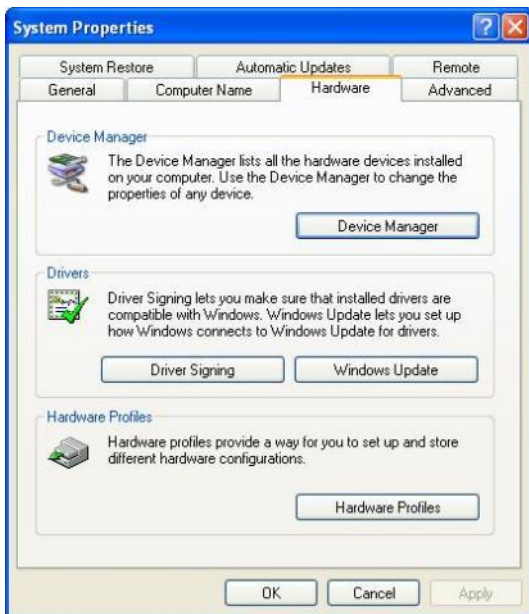 System Properties
System Restore
Automatic Updates
Remote
General
Computer Name
Hardware
Advanced
Device Manager
The Device Manager lists all the hardware devices installed
on your computer. Use the Device Manager to change the
properties of any device.
Device Manager
Drivers
Driver Signing lets you make sure that installed drivers are
compatible with Windows. Windows Update lets you set up
how Windows connects to Windows Update for drivers.
Driver Signing
Windows Update
Hardware Profiles
Hardware profiles provide a way for you to set up and store
different hardware configurations.
Hardware Profiles
OK
Cancel
Apply